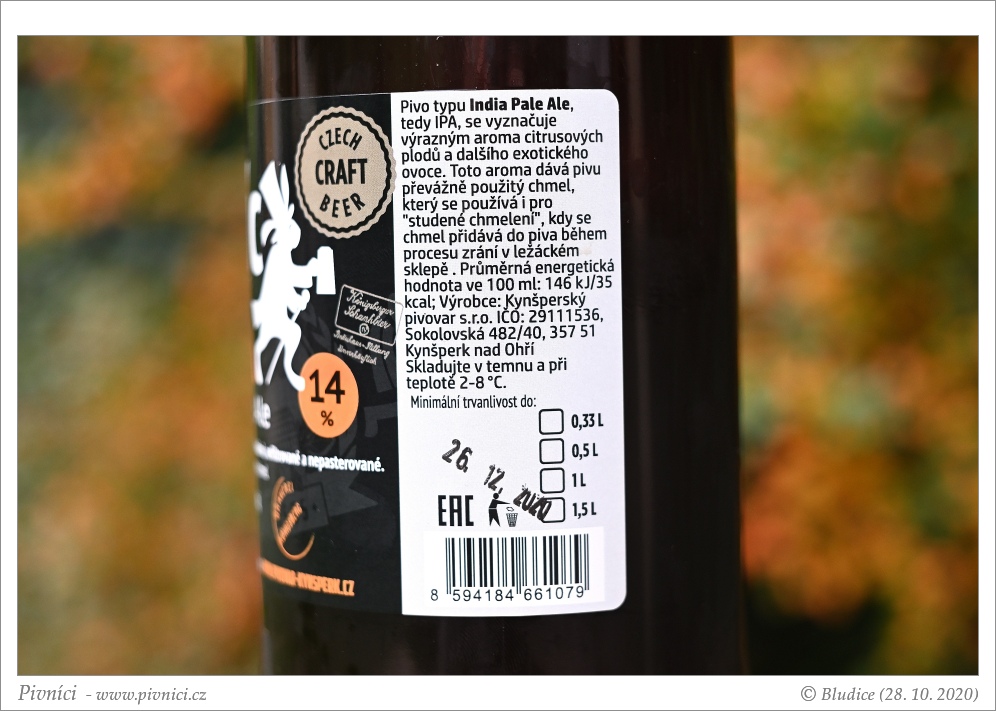 CZECH
CRAFT
BEER
14
%
a nepasterované.
Pivo typu India Pale Ale,
tedy IPA, se vyznačuje
výrazným aroma citrusových
plodů a dalšího exotického
ovoce. Toto aroma dává pivu
převážně použitý chmel,
který se používá i pro
"studené chmelení", kdy se
chmel přidává do piva během
procesu zrání v ležáckém
sklepě . Průměrná energetická
hodnota ve 100 ml: 146 kJ/35
kcal; Výrobce: Kynšperský
pivovar s.r.o. IČO: 29111536,
Sokolovská 482/40, 357 51
Kynšperk nad Ohří
Skladujte v temnu a při
teplotě 2-8 °C.
Minimální trvanlivost do:
0,33 L
0,5 L
1 L
1,5 L
26. 12. 2020
EAC
8 594184 661079
Pivníci - www.pivnici.cz
© Bludice (28. 10. 2020)